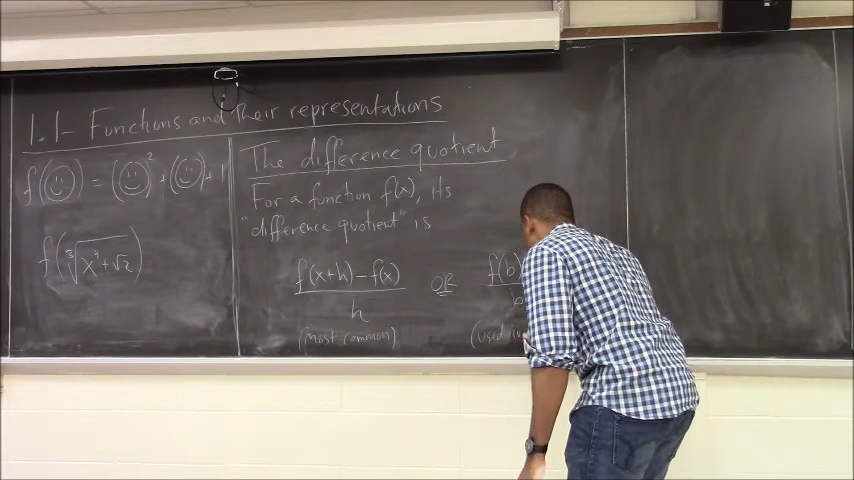 1.1- Functions and their representations
f(☺) = (☺)² + (☺) + 1
f(∛(x⁴+√2))
The difference quotient
For a function f(x), its
"difference quotient" is
f(x+h) - f(x)
h
(most common)
OR
f(b)
(used